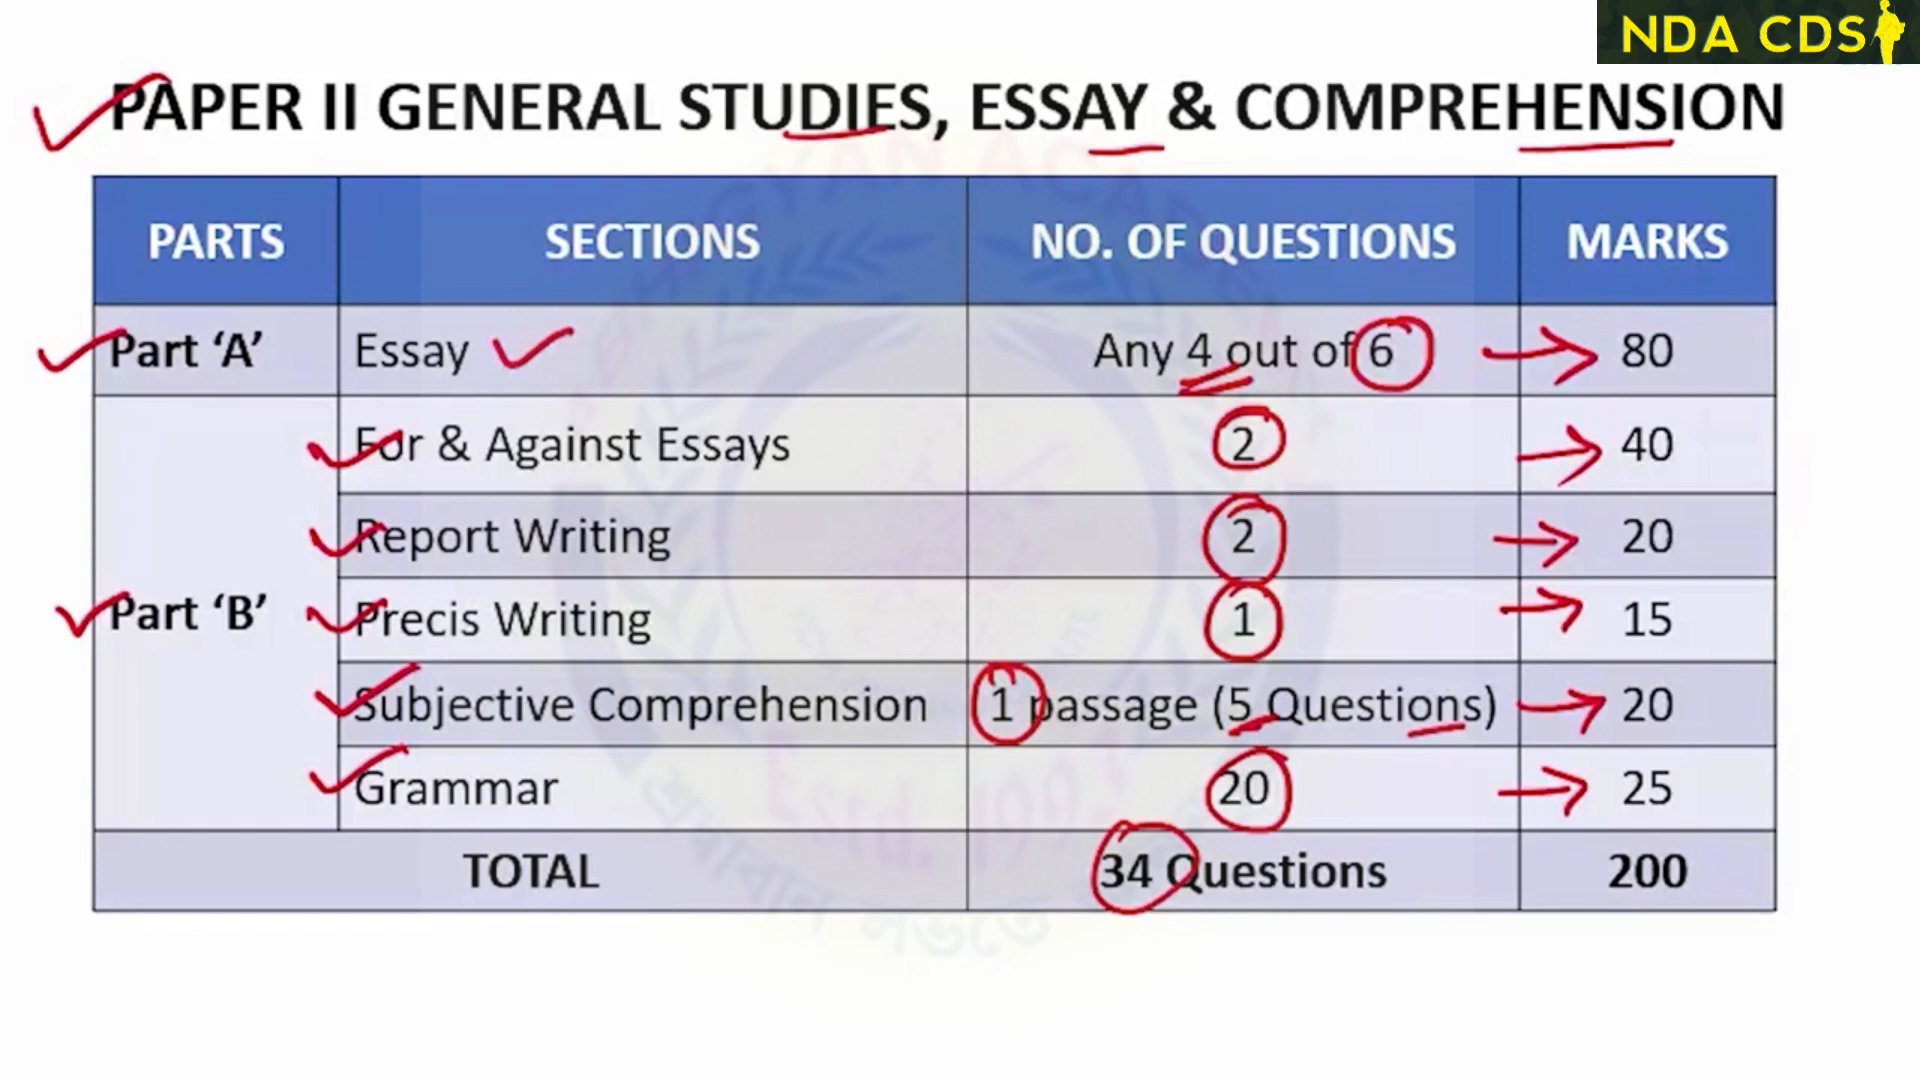 NDA CDS
PAPER II GENERAL STUDIES, ESSAY & COMPREHENSION
PARTS SECTIONS NO. OF QUESTIONS MARKS
Part ‘A’ Essay Any 4 out of 6 80
For & Against Essays 2 40
Report Writing 2 20
Part ‘B’ Precis Writing 1 15
Subjective Comprehension 1 passage (5 Questions) 20
Grammar 20 25
TOTAL 34 Questions 200
Estd. 1993